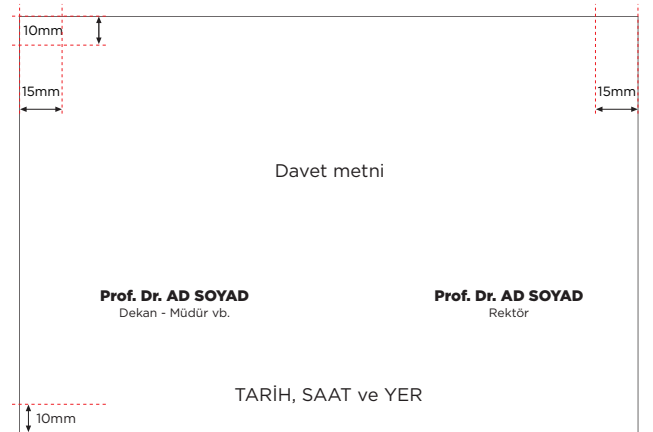 10mm
15mm
15mm
Davet metni
Prof. Dr. AD SOYAD
Dekan - Müdür vb.
Prof. Dr. AD SOYAD
Rektör
TARİH, SAAT ve YER
10mm